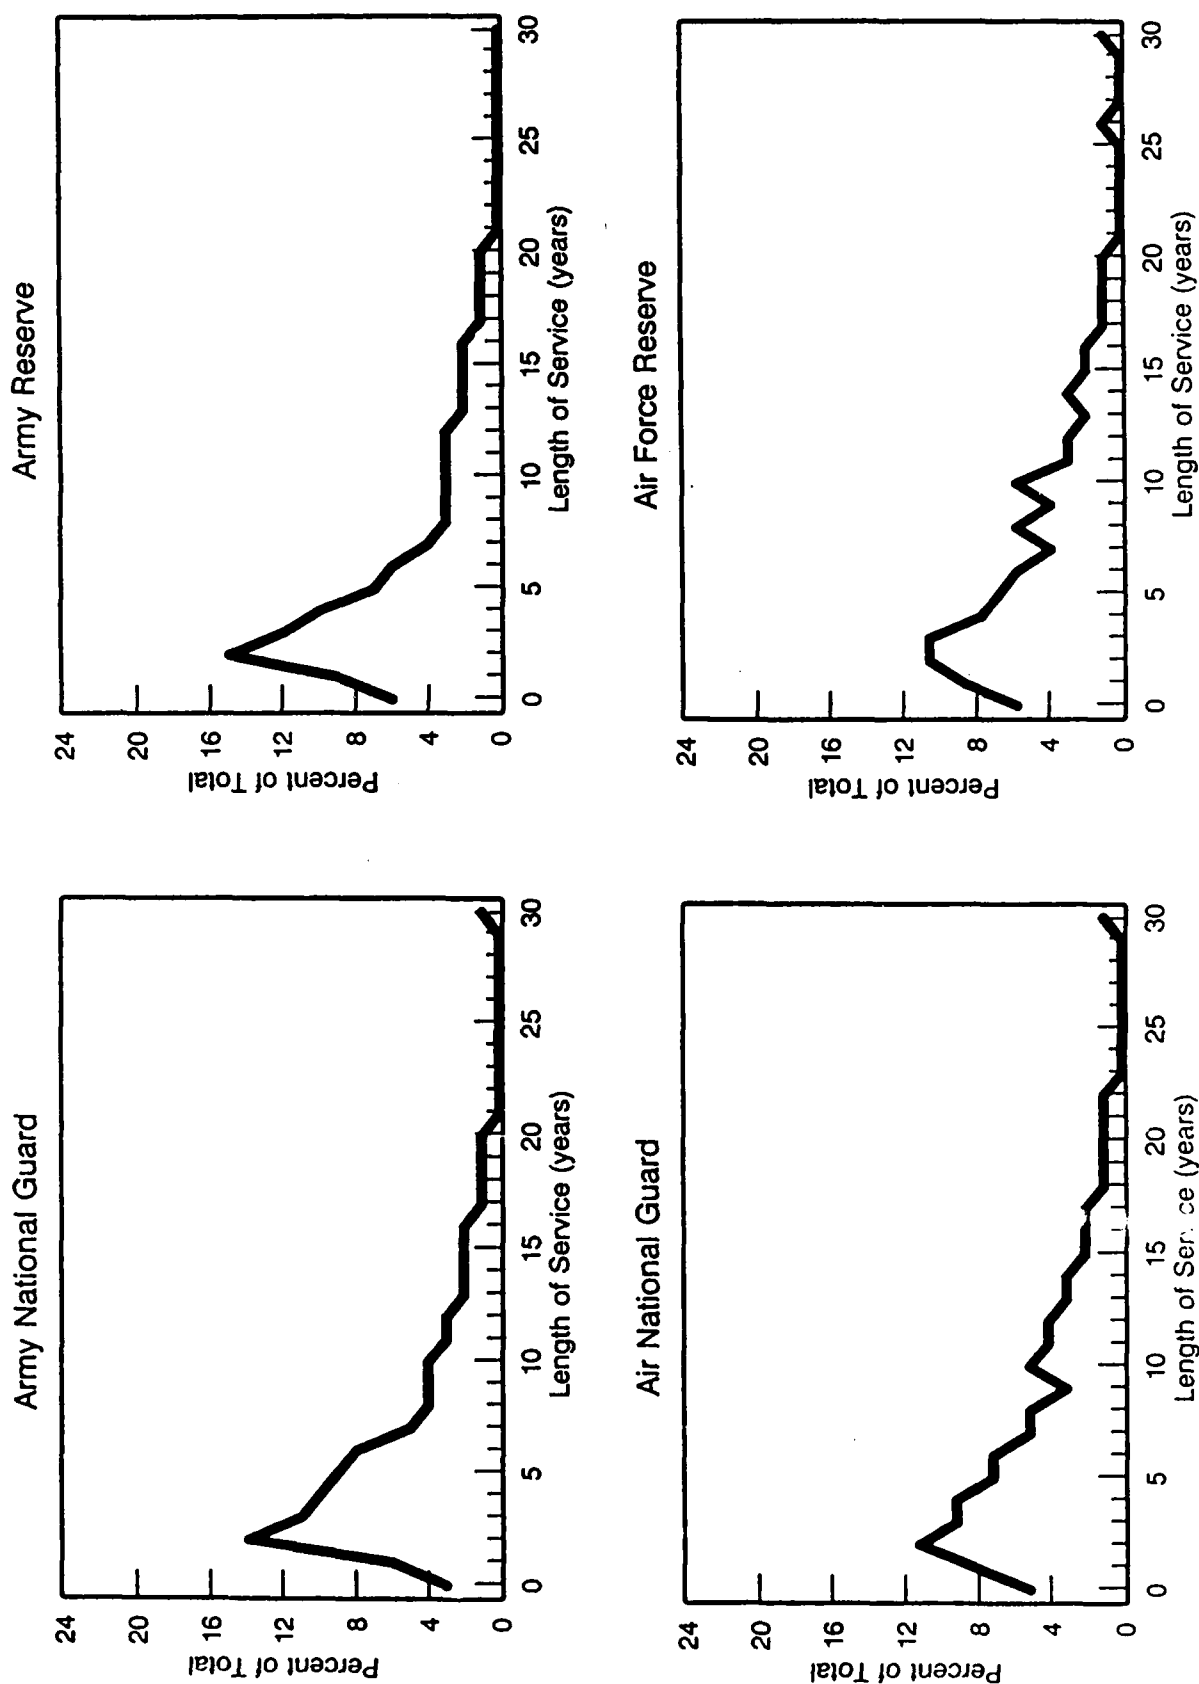 Army National Guard
24
20
16
12
8
4
0
Percent of Total
0 5 10 15 20 25 30
Length of Service (years)
Army Reserve
24
20
16
12
8
4
0
Percent of Total
0 5 10 15 20 25 30
Length of Service (years)
Air National Guard
24
20
16
12
8
4
0
Percent of Total
0 5 10 15 20 25 30
Length of Ser. ce (years)
Air Force Reserve
24
20
16
12
8
4
0
Percent of Total
0 5 10 15 20 25 30
Length of Service (years)